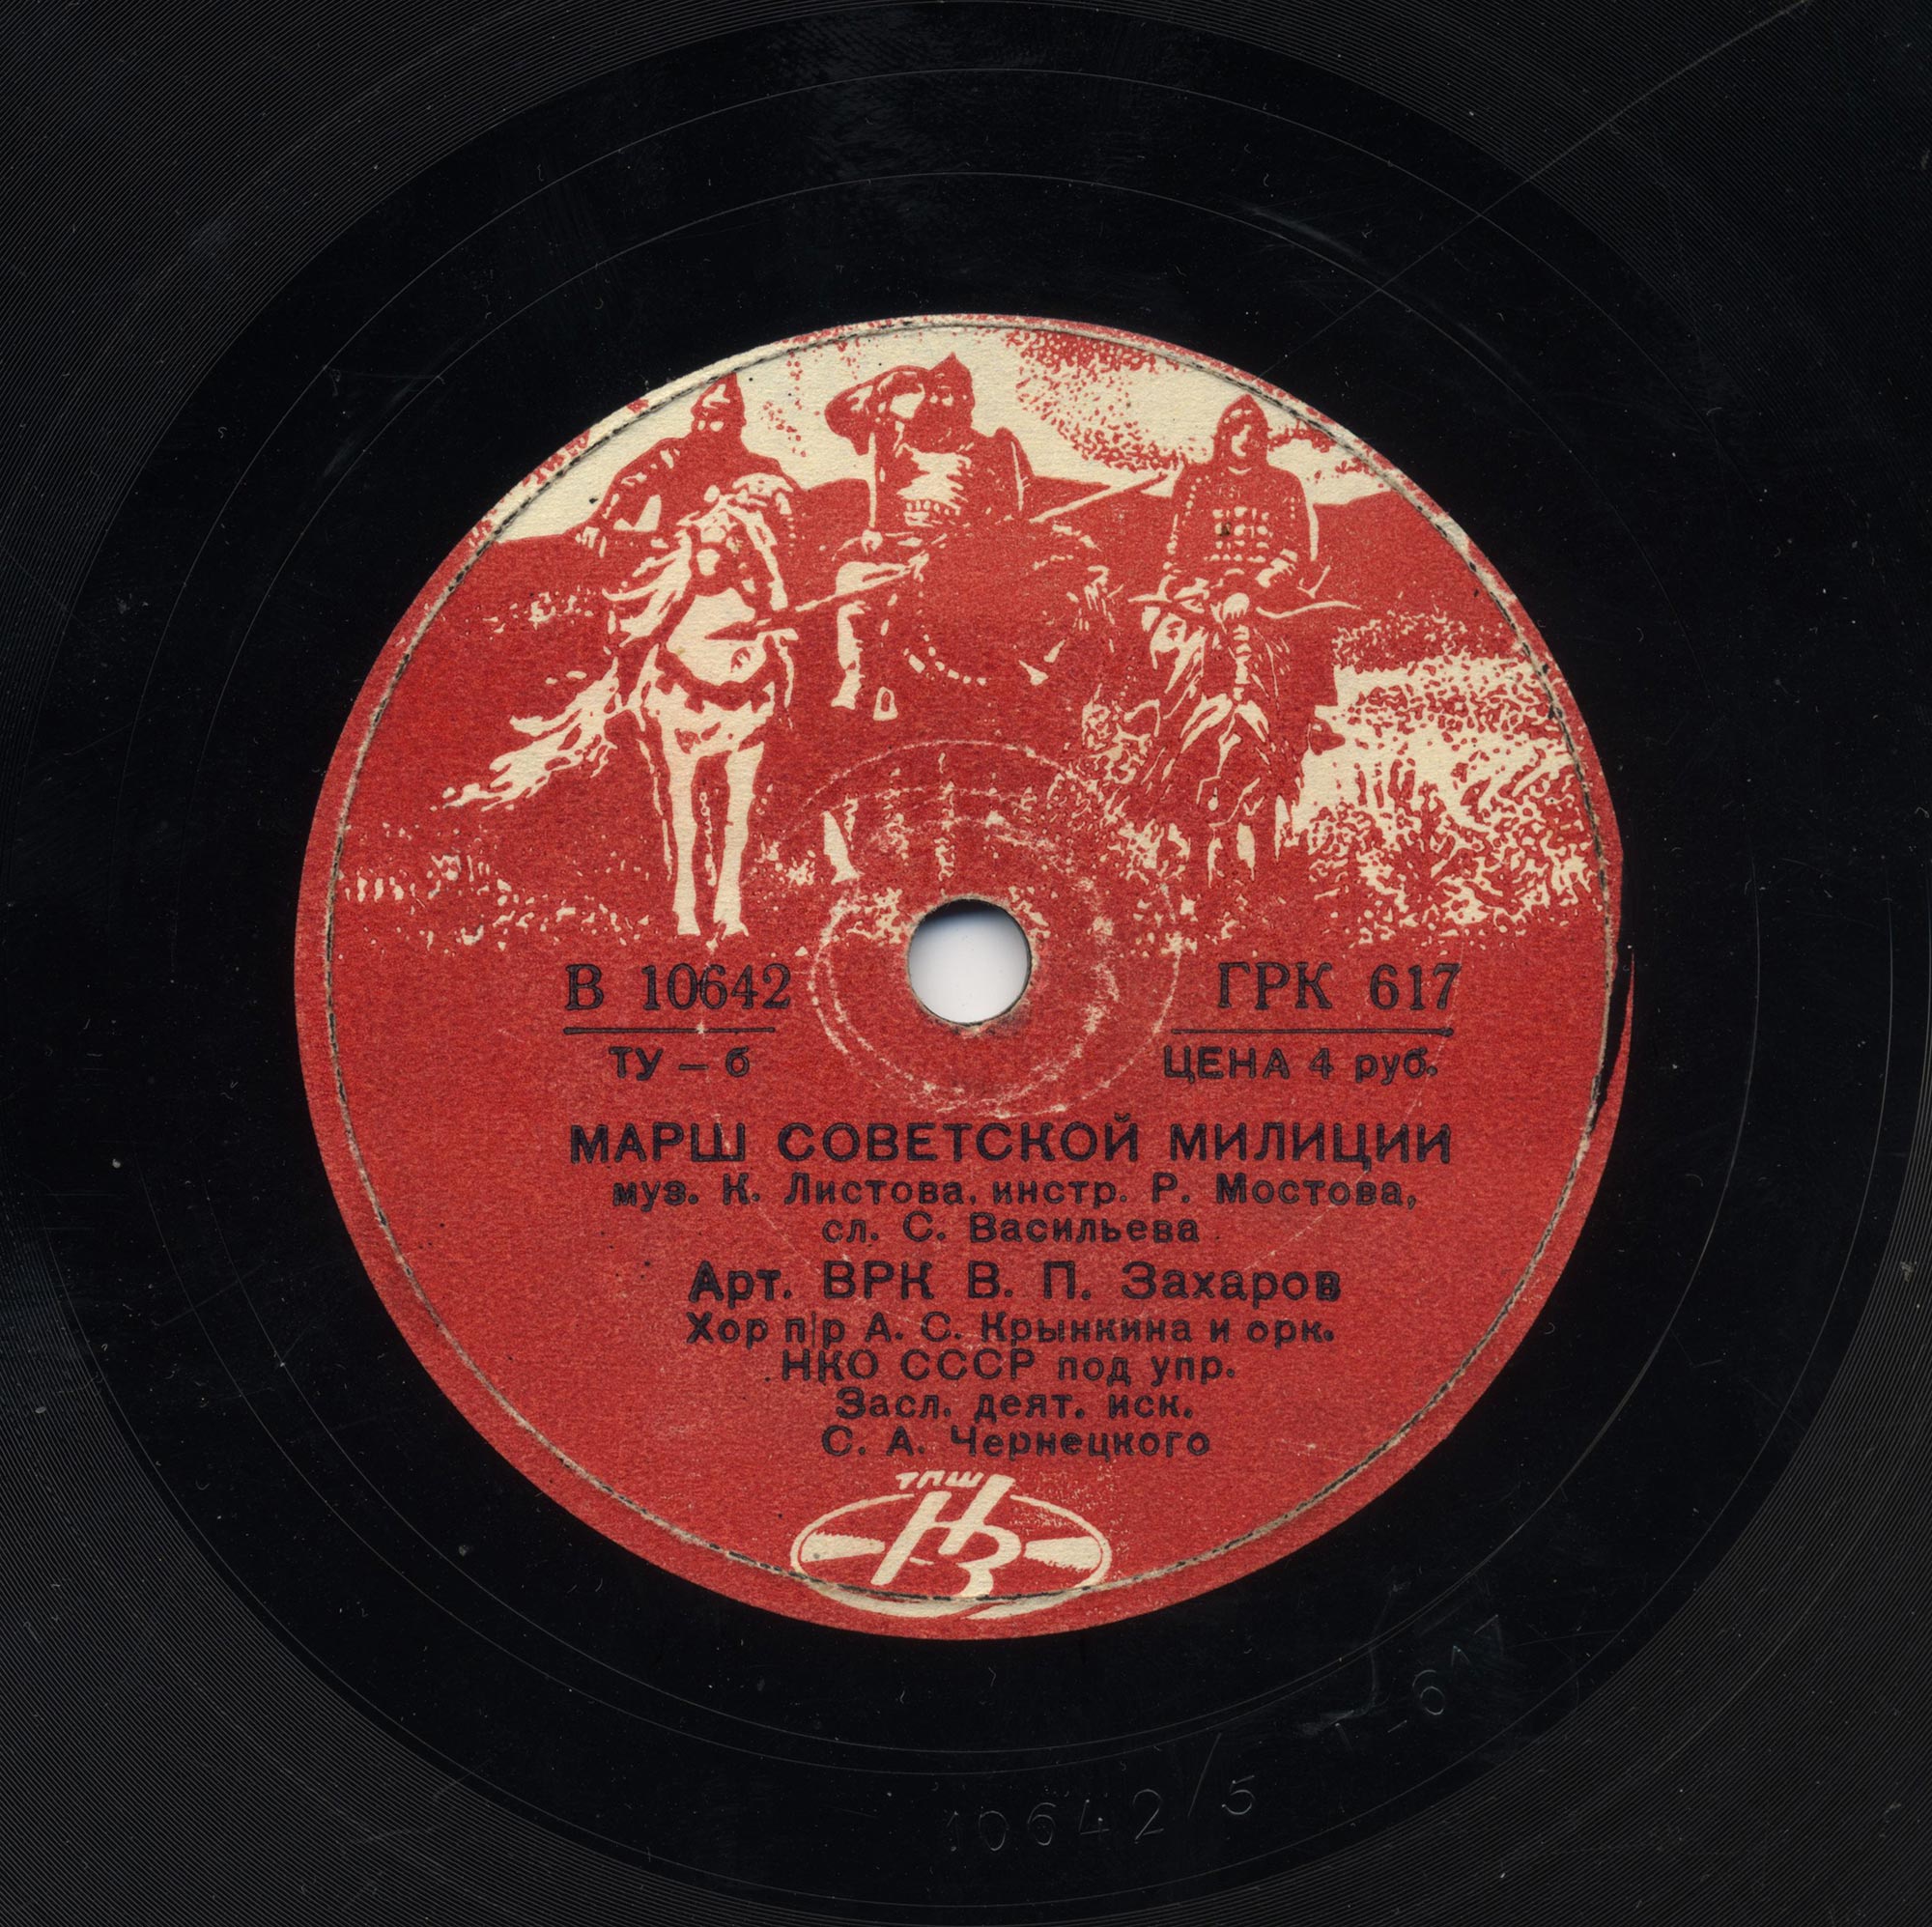 В 10642 ГРК 617
ТУ – б ЦЕНА 4 руб.
МАРШ СОВЕТСКОЙ МИЛИЦИИ
муз. К. Листова, инстр. Р. Мостова,
сл. С. Васильева
Арт. ВРК В. П. Захаров
Хор п|р А. С. Крынкина и орк.
НКО СССР под упр.
Засл. деят. иск.
С. А. Чернецкого
ТПШ
НЗ
10642/5